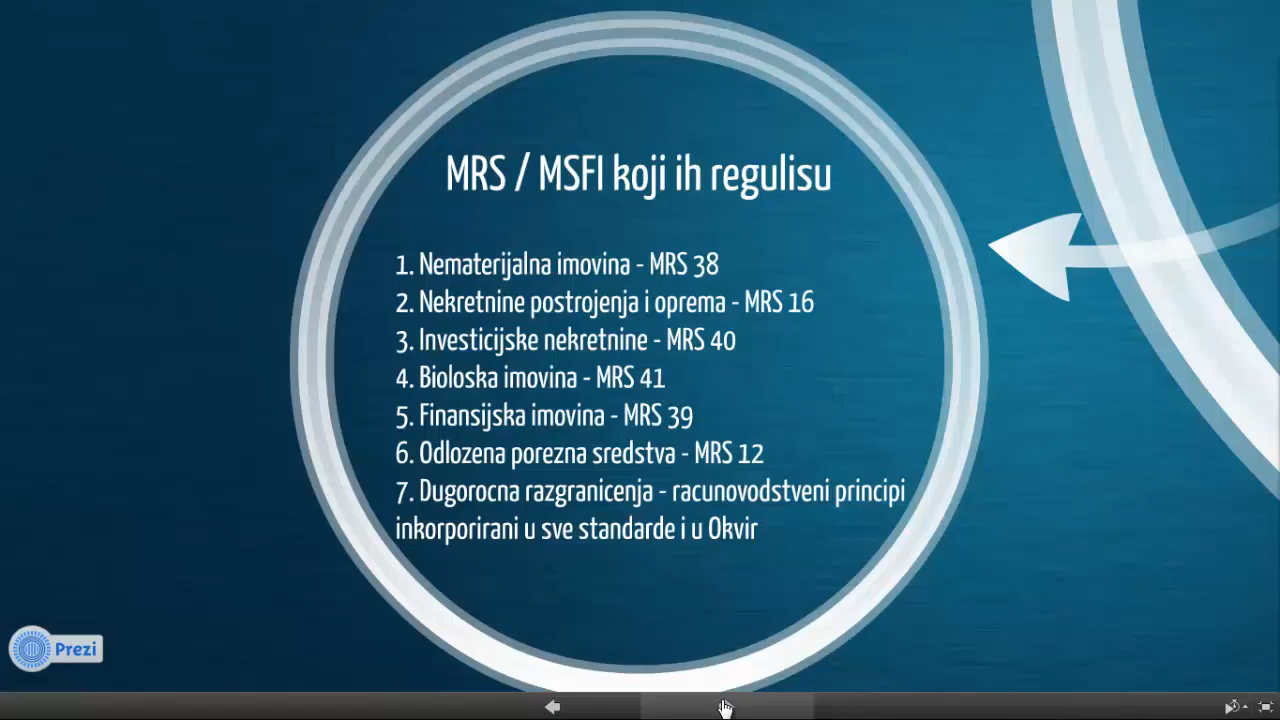 MRS / MSFI koji ih regulisu
1. Nematerijalna imovina - MRS 38
2. Nekretnine postrojenja i oprema - MRS 16
3. Investicijske nekretnine - MRS 40
4. Bioloska imovina - MRS 41
5. Finansijska imovina - MRS 39
6. Odlozena porezna sredstva - MRS 12
7. Dugorocna razgranicenja - racunovodstveni principi
inkorporirani u sve standarde i u Okvir
Prezi